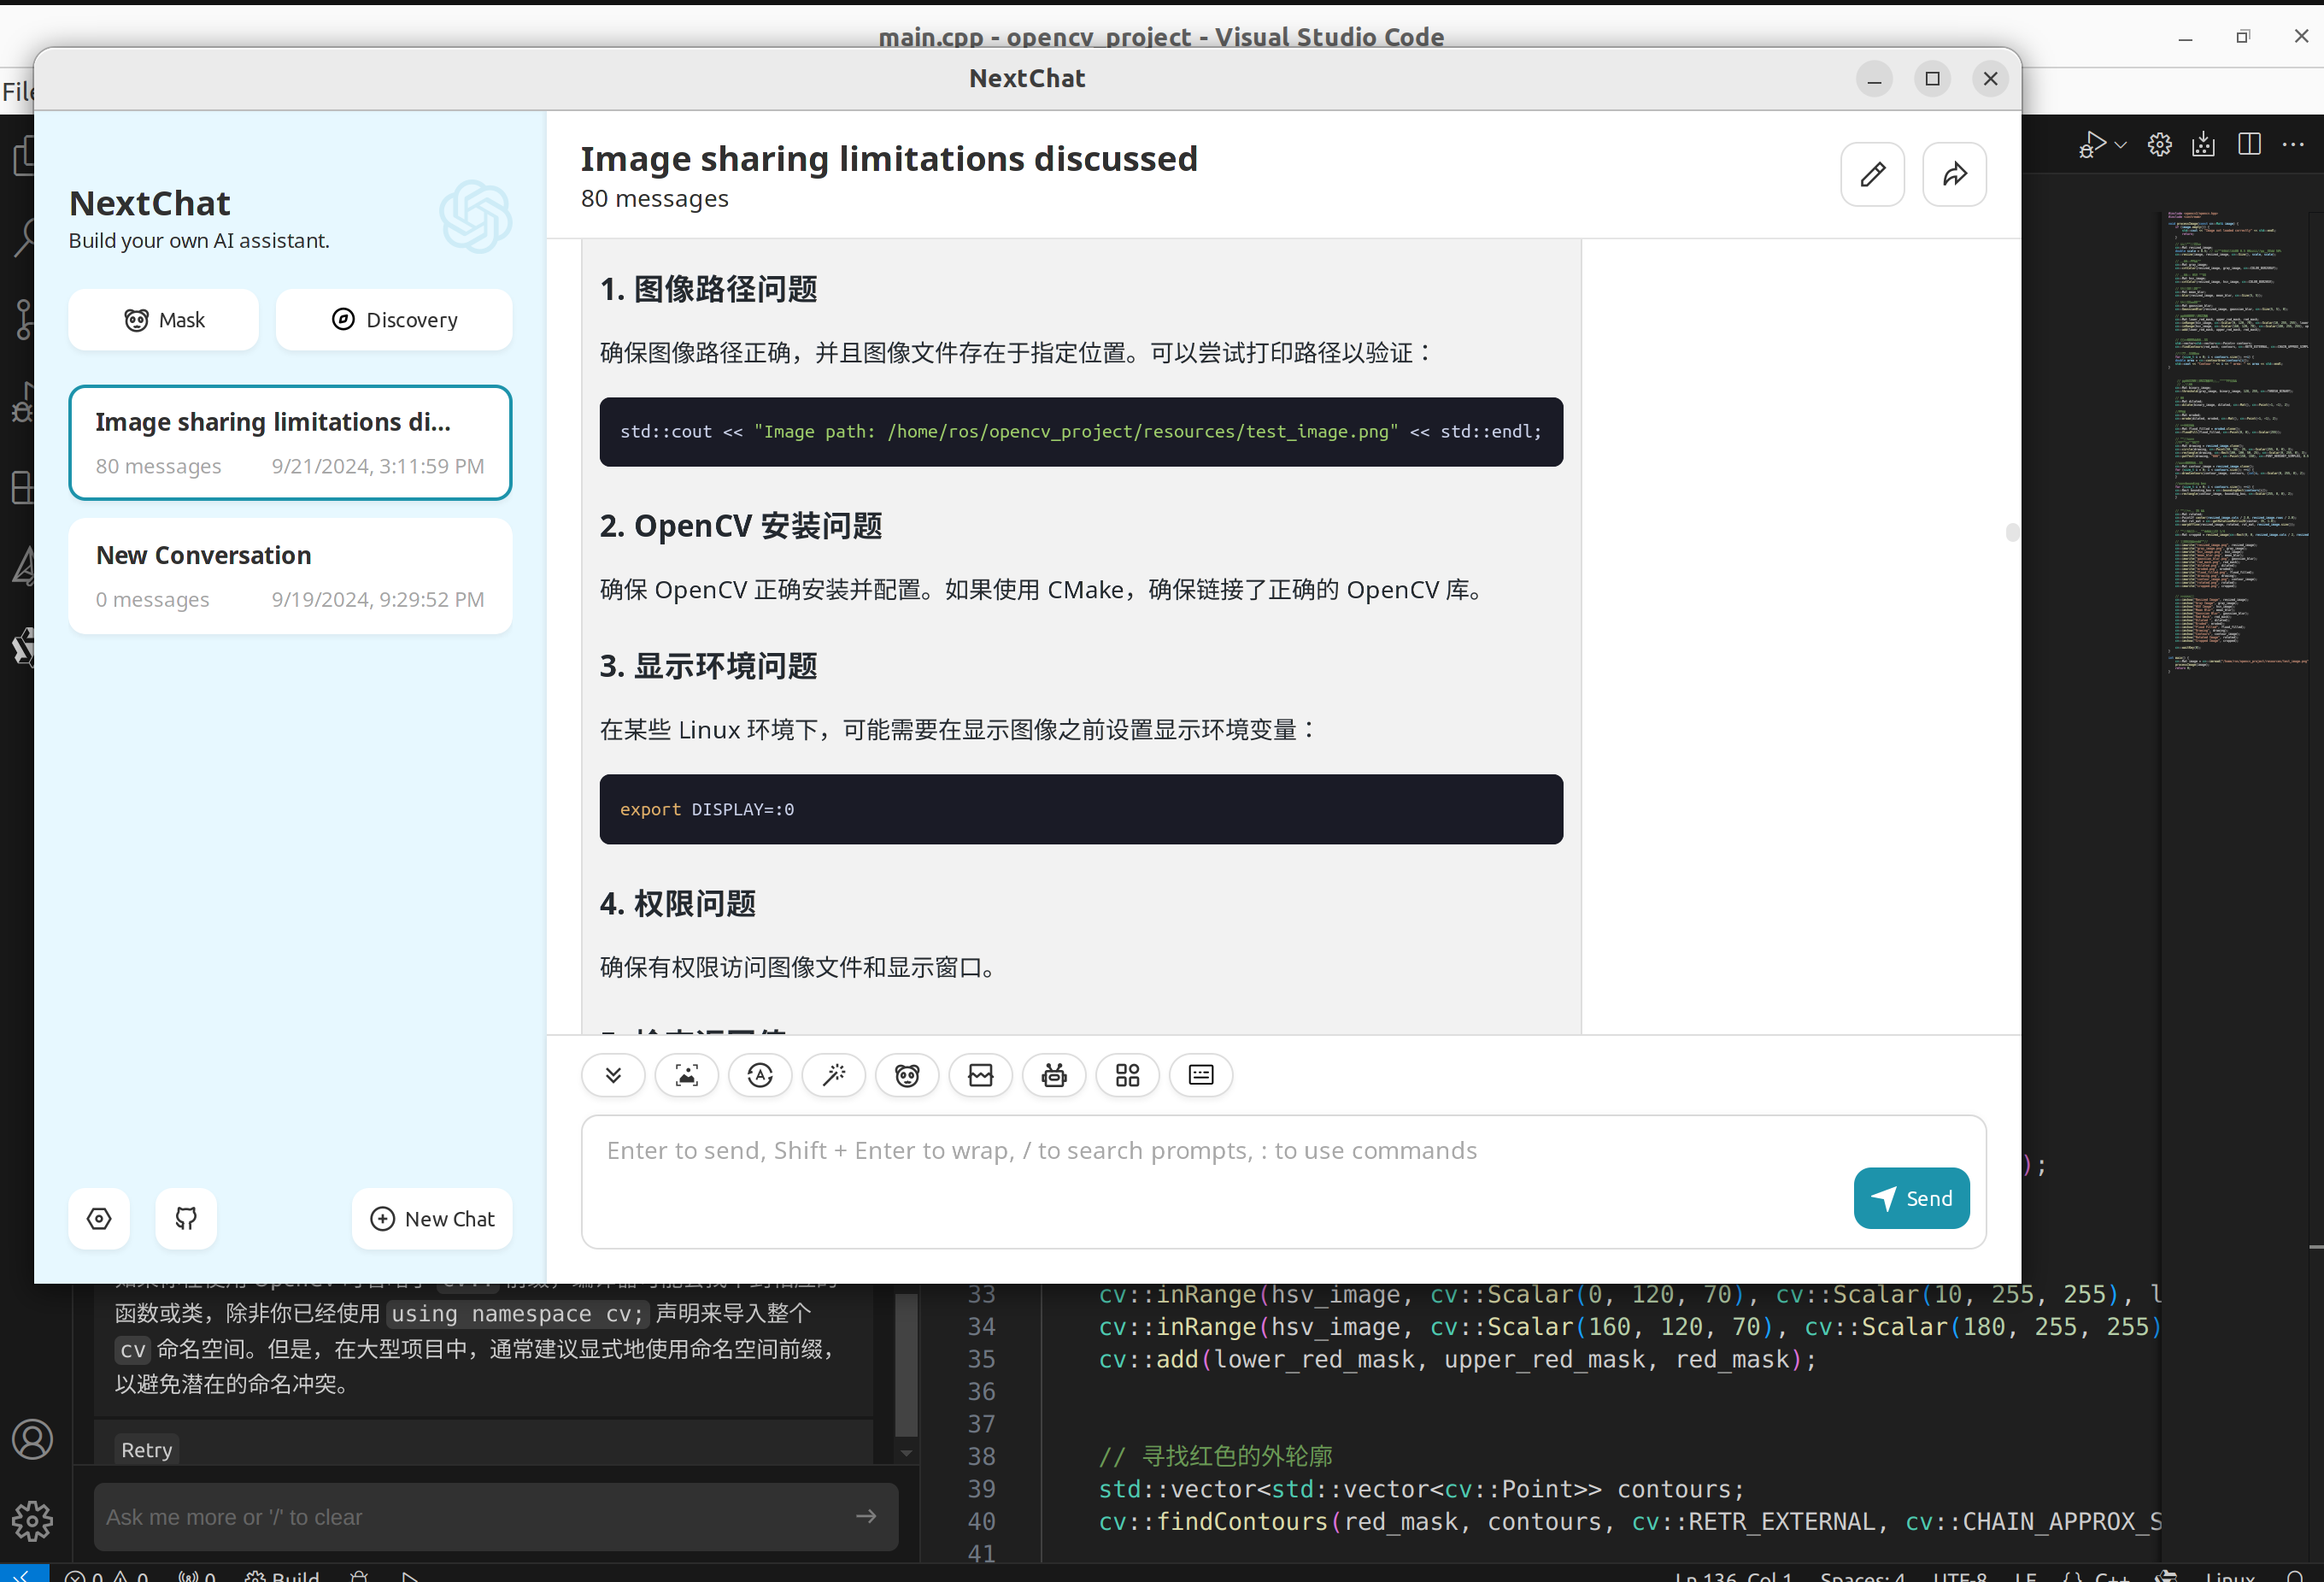 main.cpp - opencv_project - Visual Studio Code
File
NextChat
NextChat
Build your own AI assistant.
Mask
Discovery
Image sharing limitations di...
80 messages
9/21/2024, 3:11:59 PM
New Conversation
0 messages
9/19/2024, 9:29:52 PM
New Chat
Image sharing limitations discussed
80 messages
1. 图像路径问题
确保图像路径正确，并且图像文件存在于指定位置。可以尝试打印路径以验证：
std::cout << "Image path: /home/ros/opencv_project/resources/test_image.png" << std::endl;
2. OpenCV 安装问题
确保 OpenCV 正确安装并配置。如果使用 CMake，确保链接了正确的 OpenCV 库。
3. 显示环境问题
在某些 Linux 环境下，可能需要在显示图像之前设置显示环境变量：
export DISPLAY=:0
4. 权限问题
确保有权限访问图像文件和显示窗口。
Enter to send, Shift + Enter to wrap, / to search prompts, : to use commands
Send
);
函数或类，除非你已经使用 using namespace cv; 声明来导入整个
cv 命名空间。但是，在大型项目中，通常建议显式地使用命名空间前缀，
以避免潜在的命名冲突。
Retry
Ask me more or '/' to clear
33 cv::inRange(hsv_image, cv::Scalar(0, 120, 70), cv::Scalar(10, 255, 255), l
34 cv::inRange(hsv_image, cv::Scalar(160, 120, 70), cv::Scalar(180, 255, 255)
35 cv::add(lower_red_mask, upper_red_mask, red_mask);
36
37
38 // 寻找红色的外轮廓
39 std::vector<std::vector<cv::Point>> contours;
40 cv::findContours(red_mask, contours, cv::RETR_EXTERNAL, cv::CHAIN_APPROX_S
41
0 0 0 Build
Ln 136, Col 1 Spaces: 4 UTF-8 LF {} C++ Linux